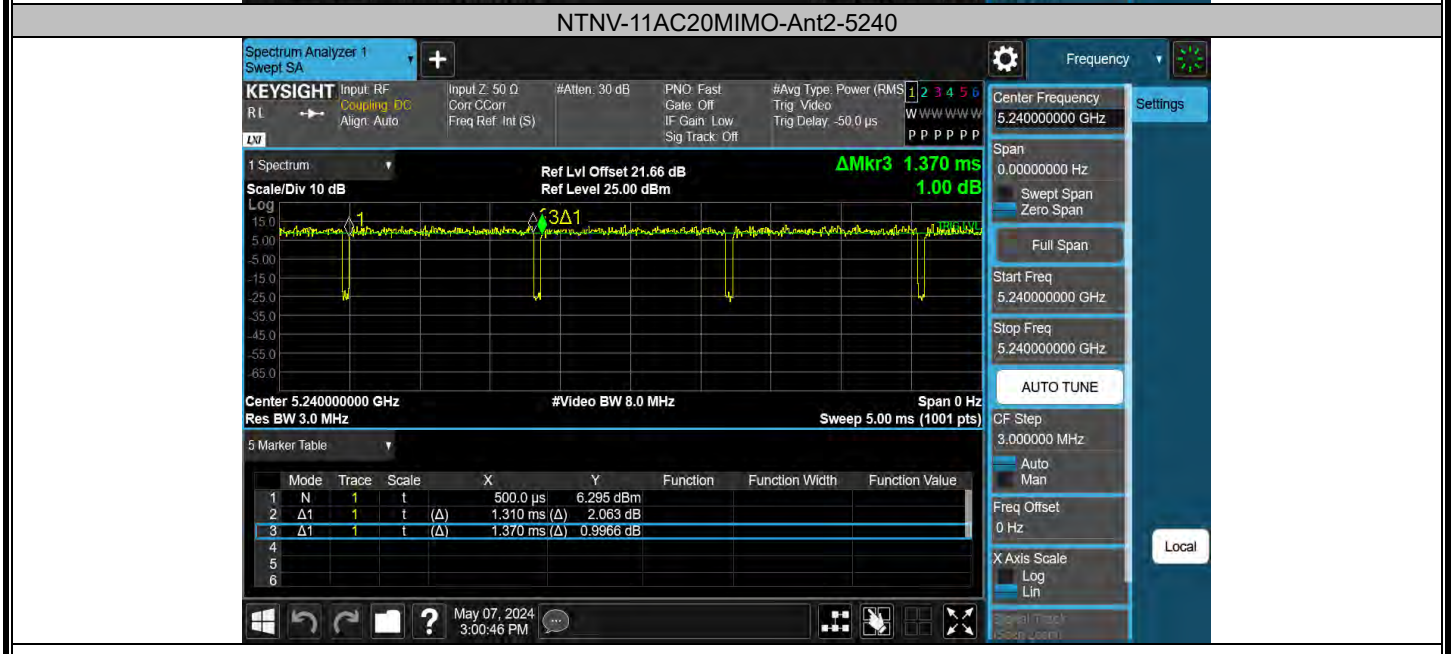 NTNV-11AC20MIMO-Ant2-5240
Spectrum Analyzer 1
Swept SA
Frequency
KEYSIGHT
RL
LXI
Input: RF
Coupling: DC
Align: Auto
Input Z: 50 Ω
Corr CCorr
Freq Ref: Int (S)
#Atten: 30 dB
PNO: Fast
Gate: Off
IF Gain: Low
Sig Track: Off
#Avg Type: Power (RMS
Trig: Video
Trig Delay: -50.0 µs
1 2 3 4 5 6
W W W W W W
P P P P P P
1 Spectrum
Scale/Div 10 dB
Ref Lvl Offset 21.66 dB
Ref Level 25.00 dBm
ΔMkr3 1.370 ms
1.00 dB
Log
15.0
5.00
-5.00
-15.0
-25.0
-35.0
-45.0
-55.0
-65.0
1
3Δ1
TRIG LVL
Center 5.240000000 GHz
Res BW 3.0 MHz
#Video BW 8.0 MHz
Span 0 Hz
Sweep 5.00 ms (1001 pts)
5 Marker Table
Mode Trace Scale X Y Function Function Width Function Value
1 N 1 t 500.0 µs 6.295 dBm
2 Δ1 1 t (Δ) 1.310 ms (Δ) 2.063 dB
3 Δ1 1 t (Δ) 1.370 ms (Δ) 0.9966 dB
4
5
6
Center Frequency
5.240000000 GHz
Span
0.00000000 Hz
Swept Span
Zero Span
Full Span
Start Freq
5.240000000 GHz
Stop Freq
5.240000000 GHz
AUTO TUNE
CF Step
3.000000 MHz
Auto
Man
Freq Offset
0 Hz
X Axis Scale
Log
Lin
Signal Track
(Span Zoom)
Settings
Local
?
May 07, 2024
3:00:46 PM